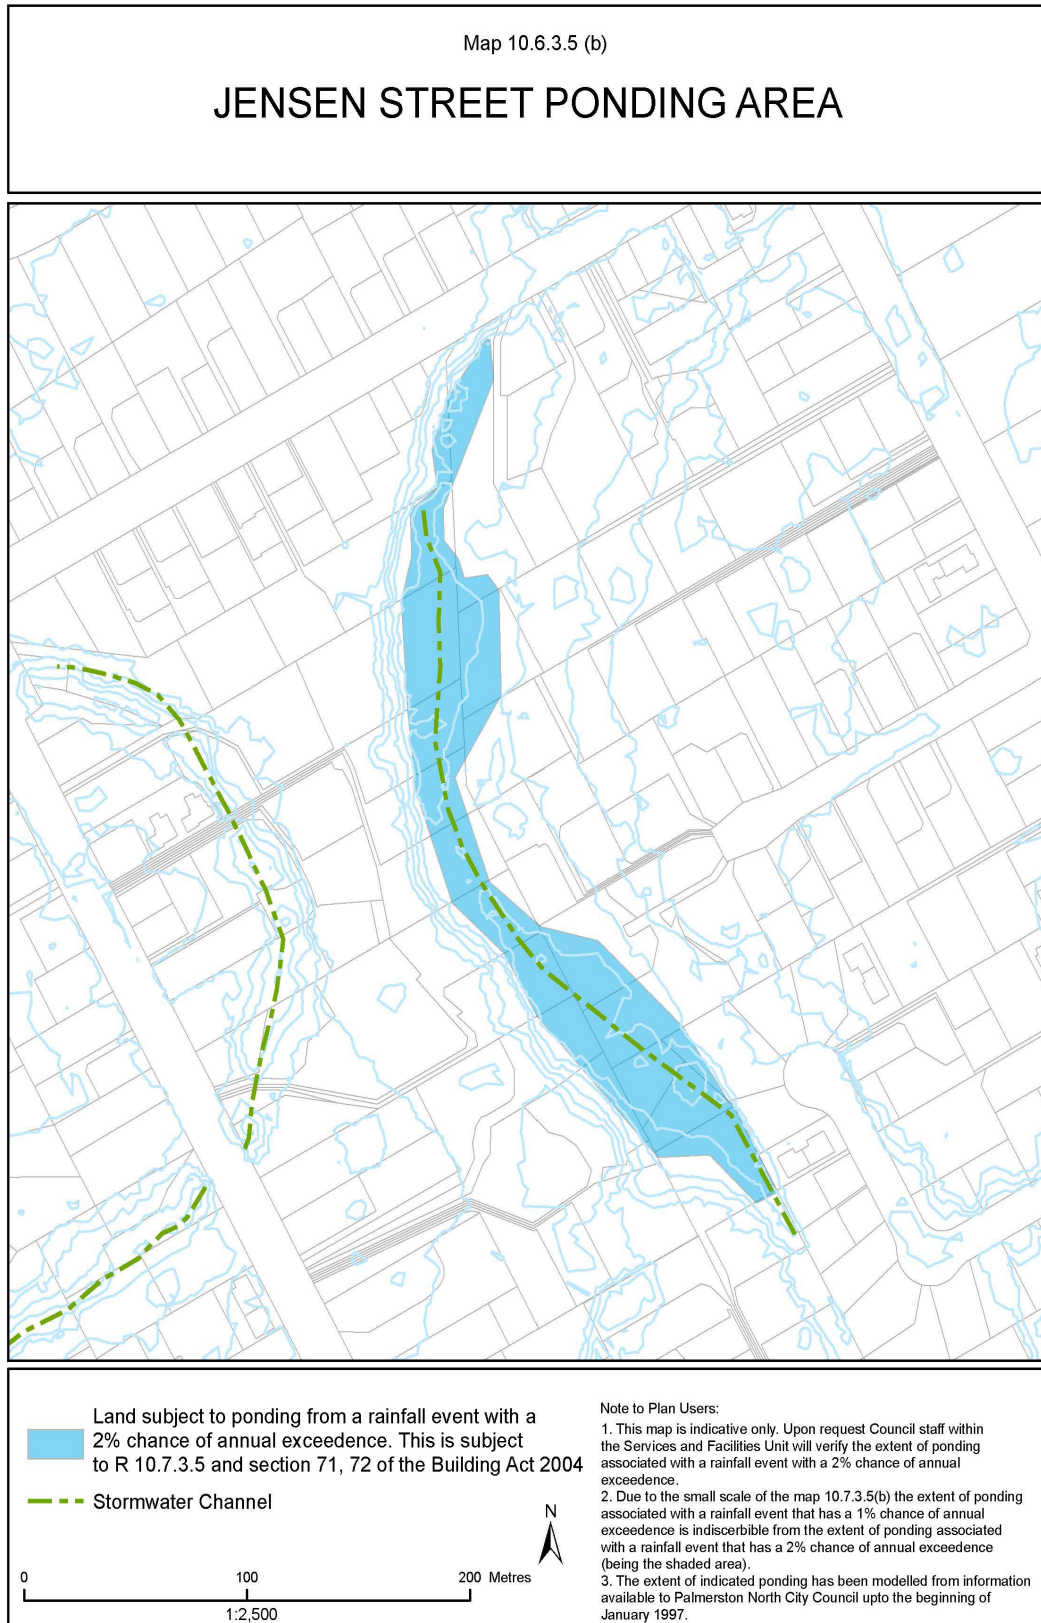 Map 10.6.3.5 (b)
JENSEN STREET PONDING AREA
Land subject to ponding from a rainfall event with a
2% chance of annual exceedence. This is subject
to R 10.7.3.5 and section 71, 72 of the Building Act 2004
Stormwater Channel
N
0 100 200 Metres
1:2,500
Note to Plan Users:
1. This map is indicative only. Upon request Council staff within
the Services and Facilities Unit will verify the extent of ponding
associated with a rainfall event with a 2% chance of annual
exceedence.
2. Due to the small scale of the map 10.7.3.5(b) the extent of ponding
associated with a rainfall event that has a 1% chance of annual
exceedence is indiscerbible from the extent of ponding associated
with a rainfall event that has a 2% chance of annual exceedence
(being the shaded area).
3. The extent of indicated ponding has been modelled from information
available to Palmerston North City Council upto the beginning of
January 1997.